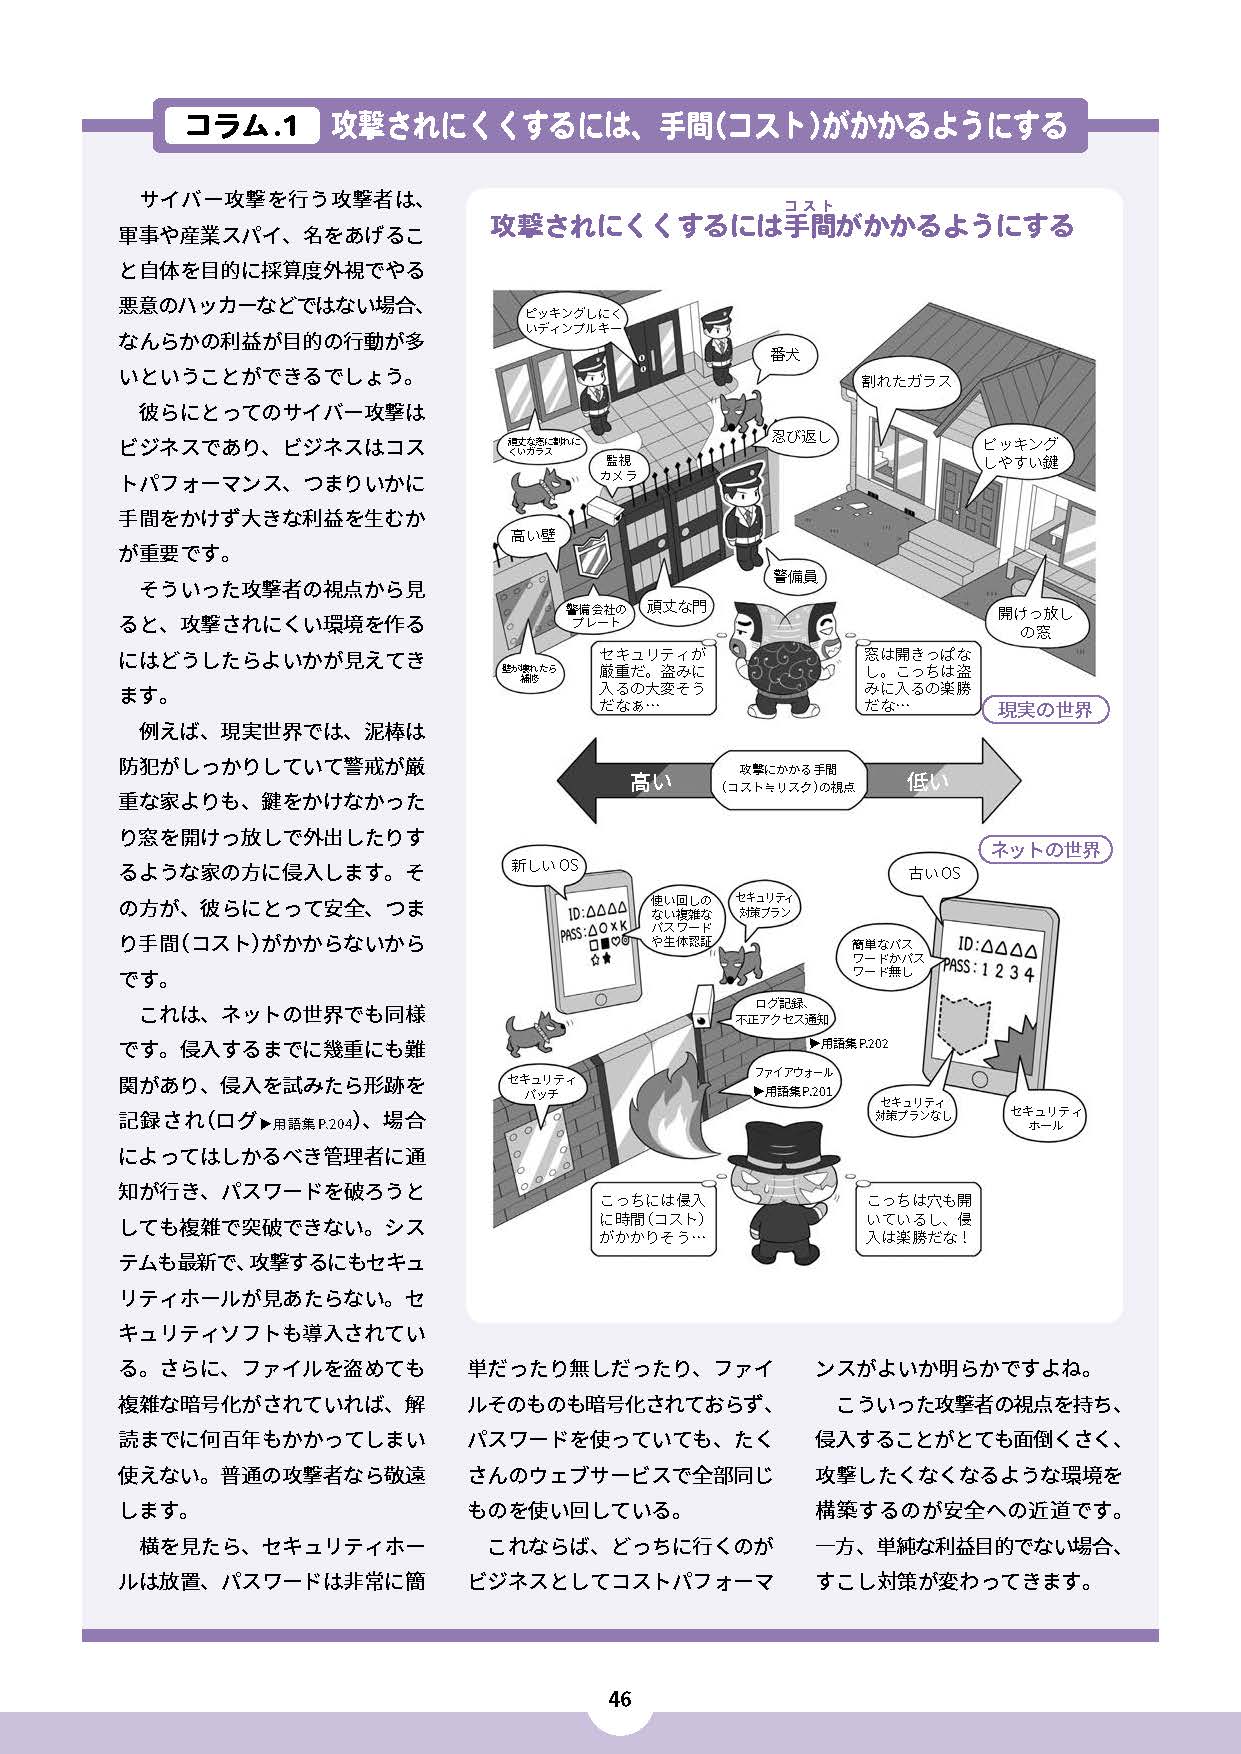 コラム.1 攻撃されにくくするには、手間(コスト)がかかるようにする
サイバー攻撃を行う攻撃者は、
軍事や産業スパイ、名をあげるこ
と自体を目的に採算度外視でやる
悪意のハッカーなどではない場合、
なんらかの利益が目的の行動が多
いということができるでしょう。
彼らにとってのサイバー攻撃は
ビジネスであり、ビジネスはコス
トパフォーマンス、つまりいかに
手間をかけず大きな利益を生むか
が重要です。
そういった攻撃者の視点から見
ると、攻撃されにくい環境を作る
にはどうしたらよいかが見えてき
ます。
例えば、現実世界では、泥棒は
防犯がしっかりしていて警戒が厳
重な家よりも、鍵をかけなかった
り窓を開けっ放しで外出したりす
るような家の方に侵入します。そ
の方が、彼らにとって安全、つま
り手間(コスト)がかからないから
です。
これは、ネットの世界でも同様
です。侵入するまでに幾重にも難
関があり、侵入を試みたら形跡を
記録され(ログ▶用語集P.204)、場合
によってはしかるべき管理者に通
知が行き、パスワードを破ろうと
しても複雑で突破できない。シス
テムも最新で、攻撃するにもセキュ
リティホールが見あたらない。セ
キュリティソフトも導入されてい
る。さらに、ファイルを盗めても
複雑な暗号化がされていれば、解
読までに何百年もかかってしまい
使えない。普通の攻撃者なら敬遠
します。
横を見たら、セキュリティホー
ルは放置、パスワードは非常に簡
コスト
攻撃されにくくするには手間がかかるようにする
ピッキングしにく
いディンプルキー
番犬
割れたガラス
頑丈な窓に割れに
くいガラス
監視
カメラ
忍び返し
ピッキング
しやすい鍵
高い壁
警備員
警備会社の
プレート
頑丈な門
開けっ放し
の窓
壁が壊れたら
補修
セキュリティが
厳重だ。盗みに
入るの大変そう
だなぁ…
窓は開きっぱな
し。こっちは盗
みに入るの楽勝
だな…
現実の世界
高い
攻撃にかかる手間
(コスト≒リスク)の視点
低い
ネットの世界
新しいOS
ID:△△△△
PASS:△○×K
□■♡◎
☆★
使い回しの
ない複雑な
パスワード
や生体認証
セキュリティ
対策プラン
古いOS
簡単なパス
ワードかパス
ワード無し
ID:△△△△
PASS:1234
ログ記録、
不正アクセス通知
▶用語集P.202
ファイアウォール
▶用語集P.201
セキュリティ
パッチ
セキュリティ
対策プランなし
セキュリティ
ホール
こっちには侵入
に時間(コスト)
がかかりそう…
こっちは穴も開
いているし、侵
入は楽勝だな！
単だったり無しだったり、ファイ
ルそのものも暗号化されておらず、
パスワードを使っていても、たく
さんのウェブサービスで全部同じ
ものを使い回している。
これならば、どっちに行くのが
ビジネスとしてコストパフォーマ
ンスがよいか明らかですよね。
こういった攻撃者の視点を持ち、
侵入することがとても面倒くさく、
攻撃したくなくなるような環境を
構築するのが安全への近道です。
一方、単純な利益目的でない場合、
すこし対策が変わってきます。
46